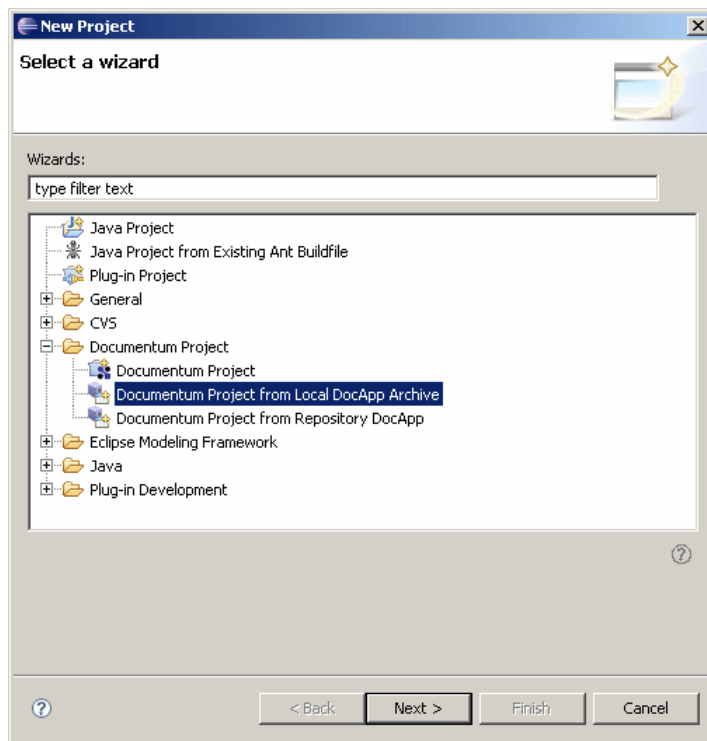 New Project
Select a wizard
Wizards:
type filter text
Java Project
Java Project from Existing Ant Buildfile
Plug-in Project
General
CVS
Documentum Project
Documentum Project
Documentum Project from Local DocApp Archive
Documentum Project from Repository DocApp
Eclipse Modeling Framework
Java
Plug-in Development
< Back Next > Finish Cancel